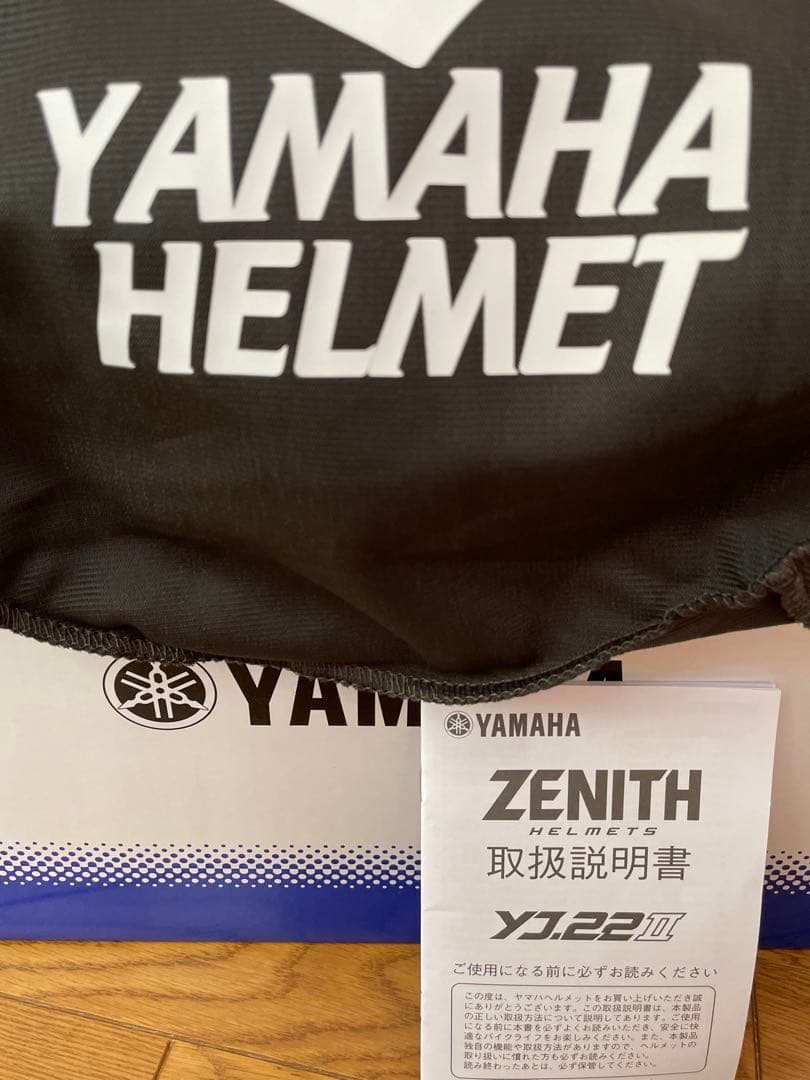 YAMAHA
HELMET
YAMAHA
YAMAHA
ZENITH
HELMETS
取扱説明書
YJ.22 II
ご使用になる前に必ずお読みください
この度は、ヤマハヘルメットをお買い上げいただき誠
にありがとうございます。この取扱説明書は、本製品
の正しい取扱方法について説明してあります。ご使用
になる前に本書を必ずよくお読みいただき、安全に快
適なバイクライフをお楽しみください。また、本製品
独自の機能や取扱方法がありますので、ヘルメットの
取り扱いに慣れた方も必ずお読みください。
読み終わったあとは、必ず保管してください。